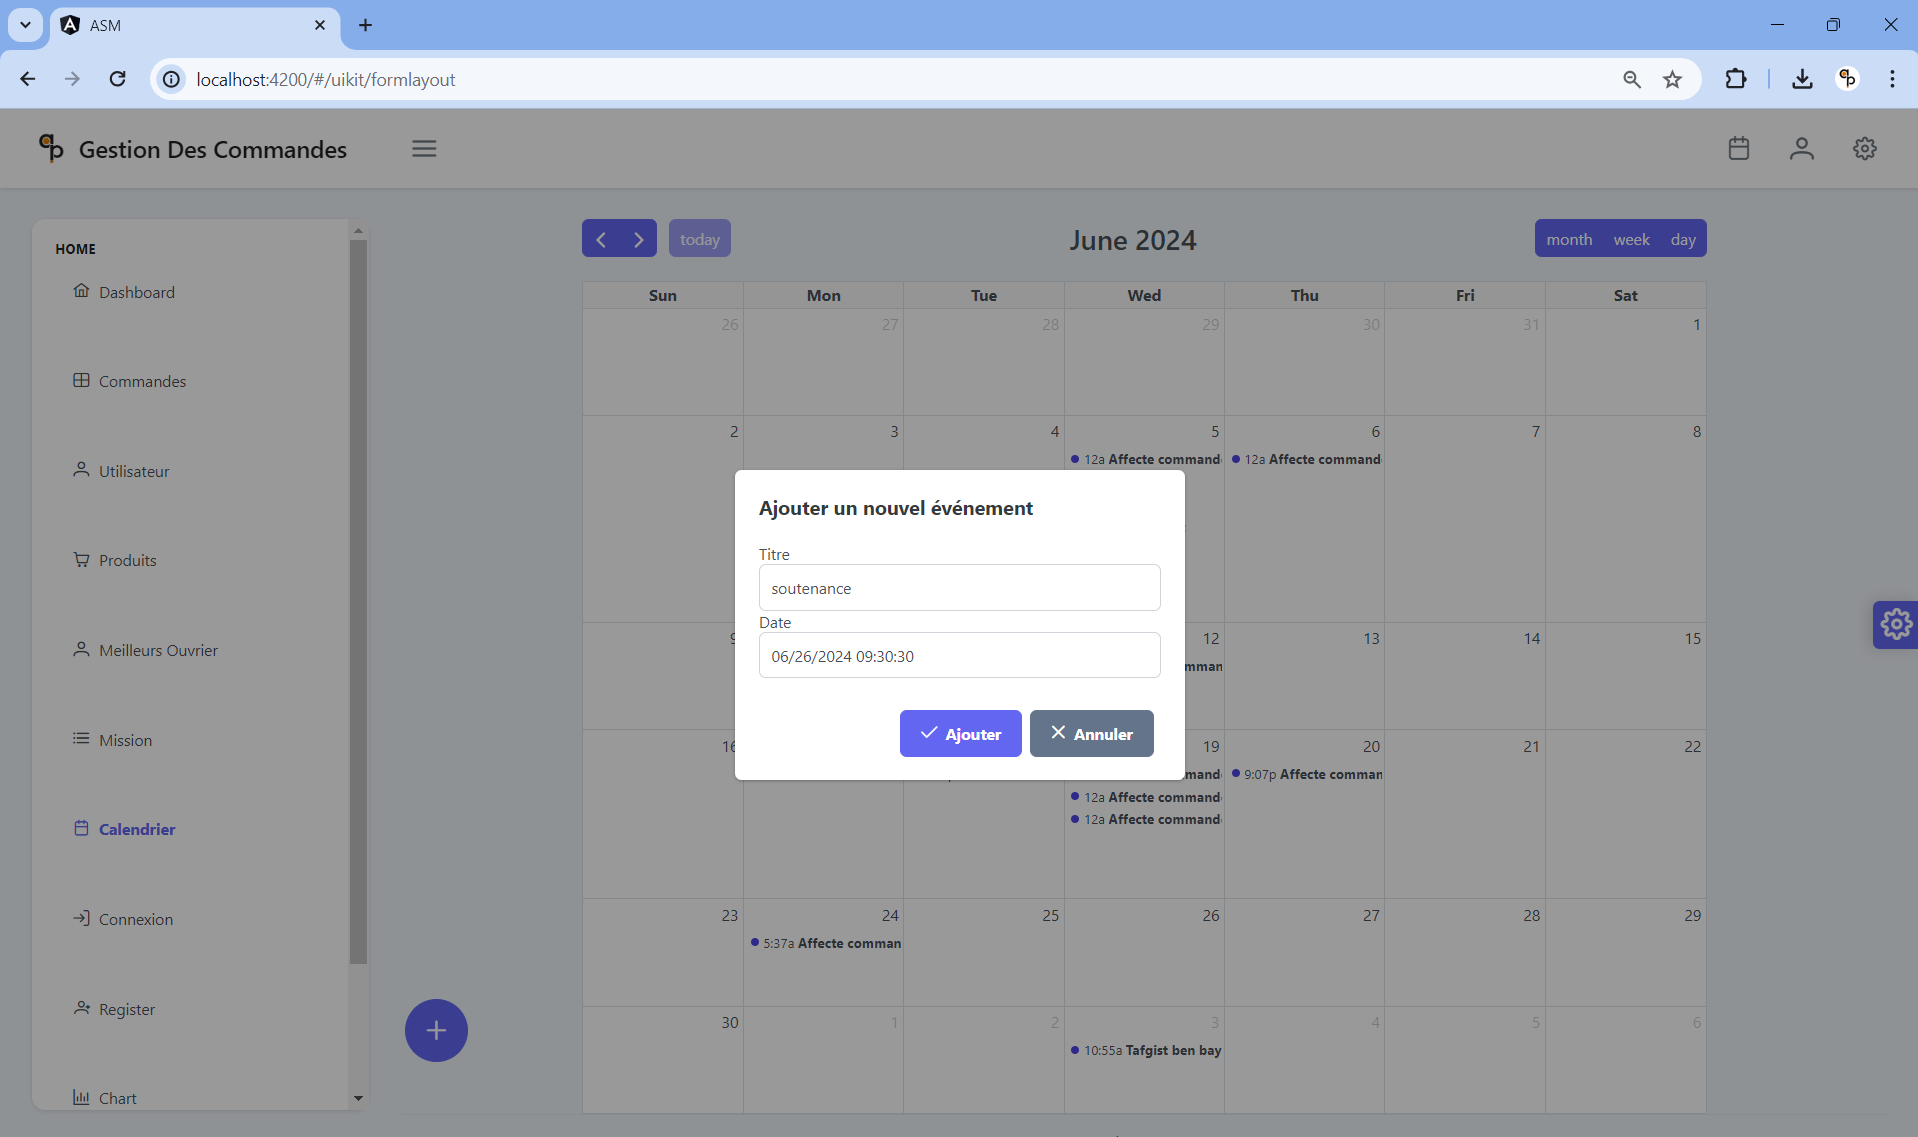 ASM
localhost:4200/#/uikit/formlayout
Gestion Des Commandes
HOME
Dashboard
Commandes
Utilisateur
Produits
Meilleurs Ouvrier
Mission
Calendrier
Connexion
Register
Chart
today
June 2024
month week day
Sun Mon Tue Wed Thu Fri Sat
26 27 28 29 30 31 1
2 3 4 5 6 7 8
12a Affecte command 12a Affecte command
Ajouter un nouvel événement
Titre
soutenance
Date
06/26/2024 09:30:30
Ajouter Annuler
9 12 13 14 15
16 19 20 21 22
9:07p Affecte comman
12a Affecte command
12a Affecte command
23 24 25 26 27 28 29
5:37a Affecte comman
30 1 2 3 4 5 6
10:55a Tafgist ben bay